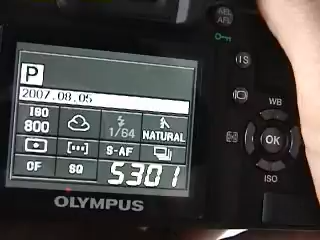 AEL
AFL
P
2007.08.05
IS
ISO
800
1/64
NATURAL
WB
S-AF
OK
OF
SQ
5301
ISO
OLYMPUS